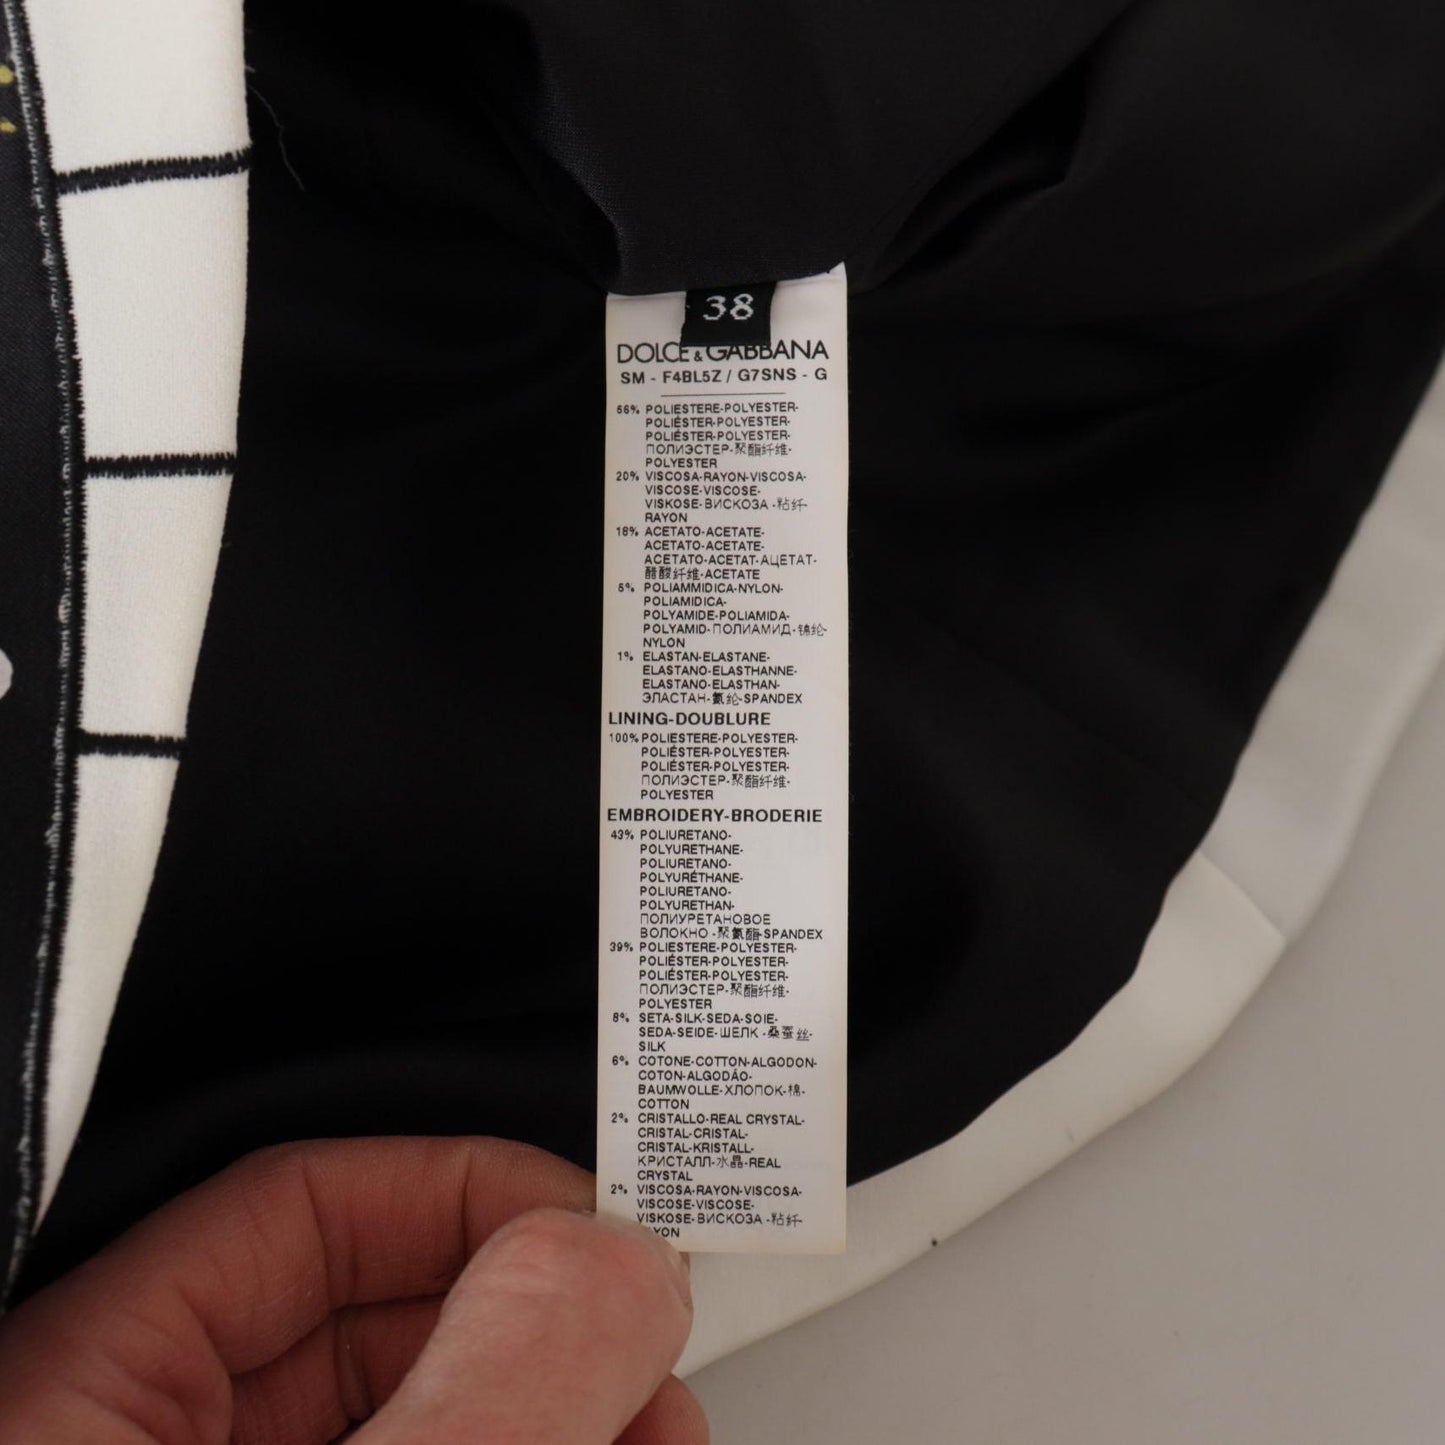 38
DOLCE & GABBANA
SM - F4BL5Z / G7SNS - G
56% POLIESTERE-POLYESTER-
POLIÉSTER-POLYESTER-
POLIÉSTER-POLYESTER-
ПОЛИЭСТЕР-聚酯纤维-
POLYESTER
20% VISCOSA-RAYON-VISCOSA-
VISCOSE-VISCOSE-
VISKOSE-ВИСКОЗА -粘纤-
RAYON
18% ACETATO-ACETATE-
ACETATO-ACETATE-
ACETATO-ACETAT-АЦЕТАТ-
醋酸纤维-ACETATE
5% POLIAMMIDICA-NYLON-
POLIAMIDICA-
POLYAMIDE-POLIAMIDA-
POLYAMID-ПОЛИАМИД-锦纶-
NYLON
1% ELASTAN-ELASTANE-
ELASTANO-ELASTHANNE-
ELASTANO-ELASTHAN-
ЭЛАСТАН-氨纶-SPANDEX
LINING-DOUBLURE
100% POLIESTERE-POLYESTER-
POLIÉSTER-POLYESTER-
POLIÉSTER-POLYESTER-
ПОЛИЭСТЕР-聚酯纤维-
POLYESTER
EMBROIDERY-BRODERIE
43% POLIURETANO-
POLYURETHANE-
POLIURETANO-
POLYURÉTHANE-
POLIURETANO-
POLYURETHAN-
ПОЛИУРЕТАНОВОЕ
ВОЛОКНО -聚氨酯-SPANDEX
39% POLIESTERE-POLYESTER-
POLIÉSTER-POLYESTER-
POLIÉSTER-POLYESTER-
ПОЛИЭСТЕР-聚酯纤维-
POLYESTER
8% SETA-SILK-SEDA-SOIE-
SEDA-SEIDE-ШЕЛК -桑蚕丝-
SILK
6% COTONE-COTTON-ALGODON-
COTON-ALGODÃO-
BAUMWOLLE-ХЛОПОК-棉-
COTTON
2% CRISTALLO-REAL CRYSTAL-
CRISTAL-CRISTAL-
CRISTAL-KRISTALL-
КРИСТАЛЛ-水晶-REAL
CRYSTAL
2% VISCOSA-RAYON-VISCOSA-
VISCOSE-VISCOSE-
VISKOSE-ВИСКОЗА -粘纤-
YON